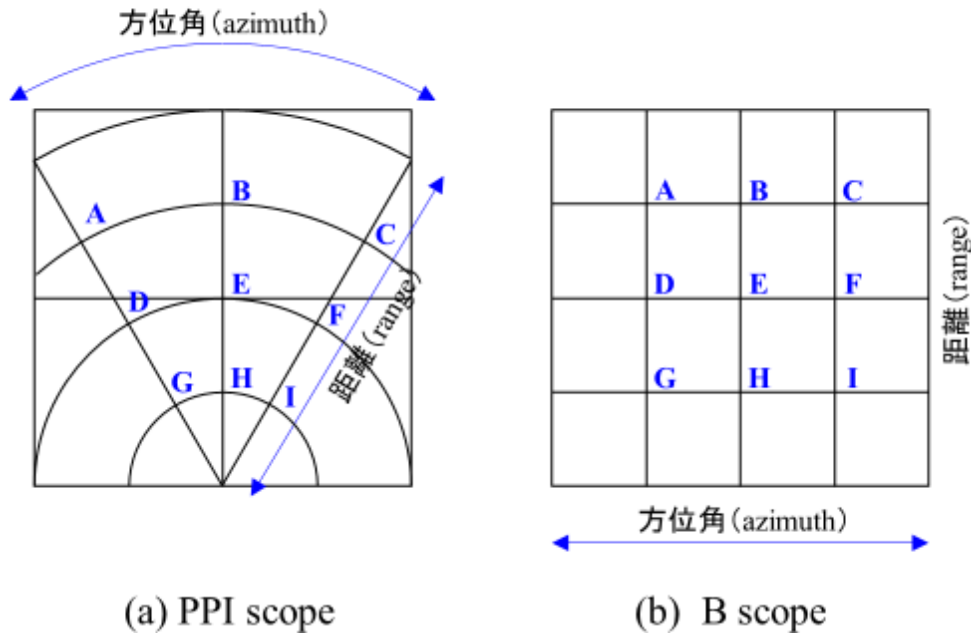 方位角（azimuth）
B
A
C
E
D
F
H
G
I
距離（range）
(a) PPI scope
A B C
D E F
G H I
距離（range）
方位角（azimuth）
(b) B scope